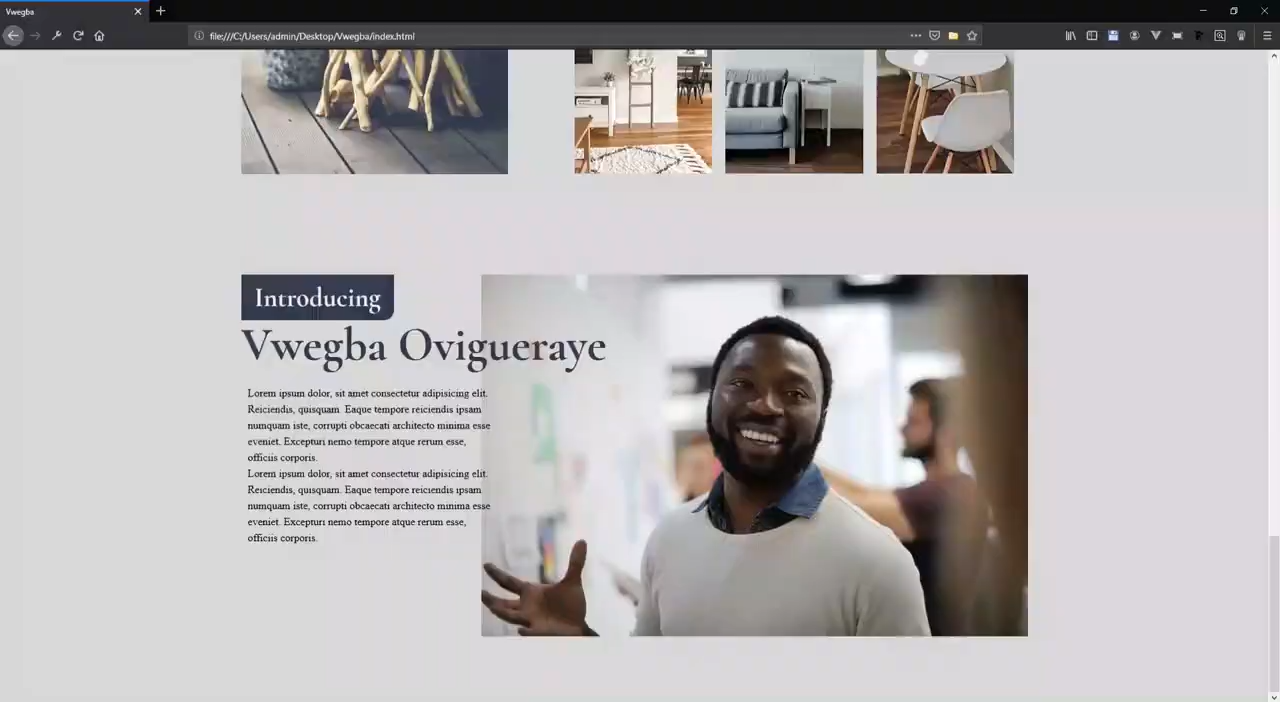 Vwegba
file:///C:/Users/admin/Desktop/Vwegba/index.html
Introducing
Vwegba Ovigueraye
Lorem ipsum dolor, sit amet consectetur adipisicing elit.
Reiciendis, quisquam. Eaque tempore reiciendis ipsam
numquam iste, corrupti obcaecati architecto minima esse
eveniet. Excepturi nemo tempore atque rerum esse,
officiis corporis.
Lorem ipsum dolor, sit amet consectetur adipisicing elit.
Reiciendis, quisquam. Eaque tempore reiciendis ipsam
numquam iste, corrupti obcaecati architecto minima esse
eveniet. Excepturi nemo tempore atque rerum esse,
officiis corporis.